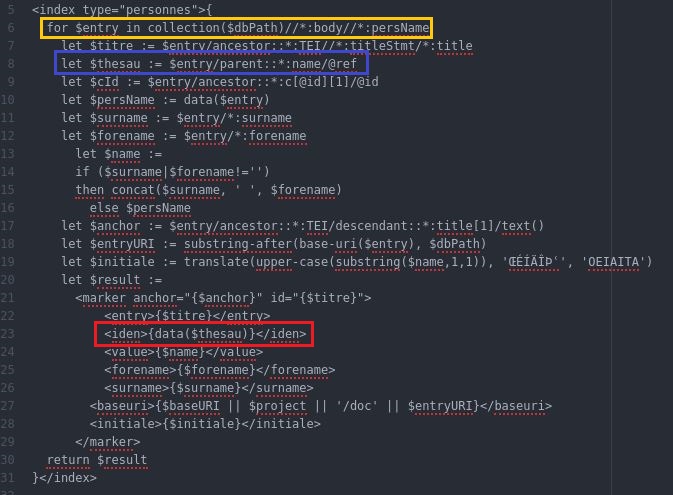 5 <index type="personnes">{
6 for $entry in collection($dbPath)//*:body//*:persName
7 let $titre := $entry/ancestor::*:TEI//*:titleStmt/*:title
8 let $thesau := $entry/parent::*:name/@ref
9 let $cId := $entry/ancestor::*:c[@id][1]/@id
10 let $persName := data($entry)
11 let $surname := $entry/*:surname
12 let $forename := $entry/*:forename
13 let $name :=
14 if ($surname|$forename!='')
15 then concat($surname, ' ', $forename)
16 else $persName
17 let $anchor := $entry/ancestor::*:TEI/descendant::*:title[1]/text()
18 let $entryURI := substring-after(base-uri($entry), $dbPath)
19 let $initiale := translate(upper-case(substring($name,1,1)), 'ŒÉÍÄÎÞʿ', 'OEIAITA')
20 let $result :=
21 <marker anchor="{$anchor}" id="{$titre}">
22 <entry>{$titre}</entry>
23 <iden>{data($thesau)}</iden>
24 <value>{$name}</value>
25 <forename>{$forename}</forename>
26 <surname>{$surname}</surname>
27 <baseuri>{$baseURI || $project || '/doc' || $entryURI}</baseuri>
28 <initiale>{$initiale}</initiale>
29 </marker>
30 return $result
31 }</index>